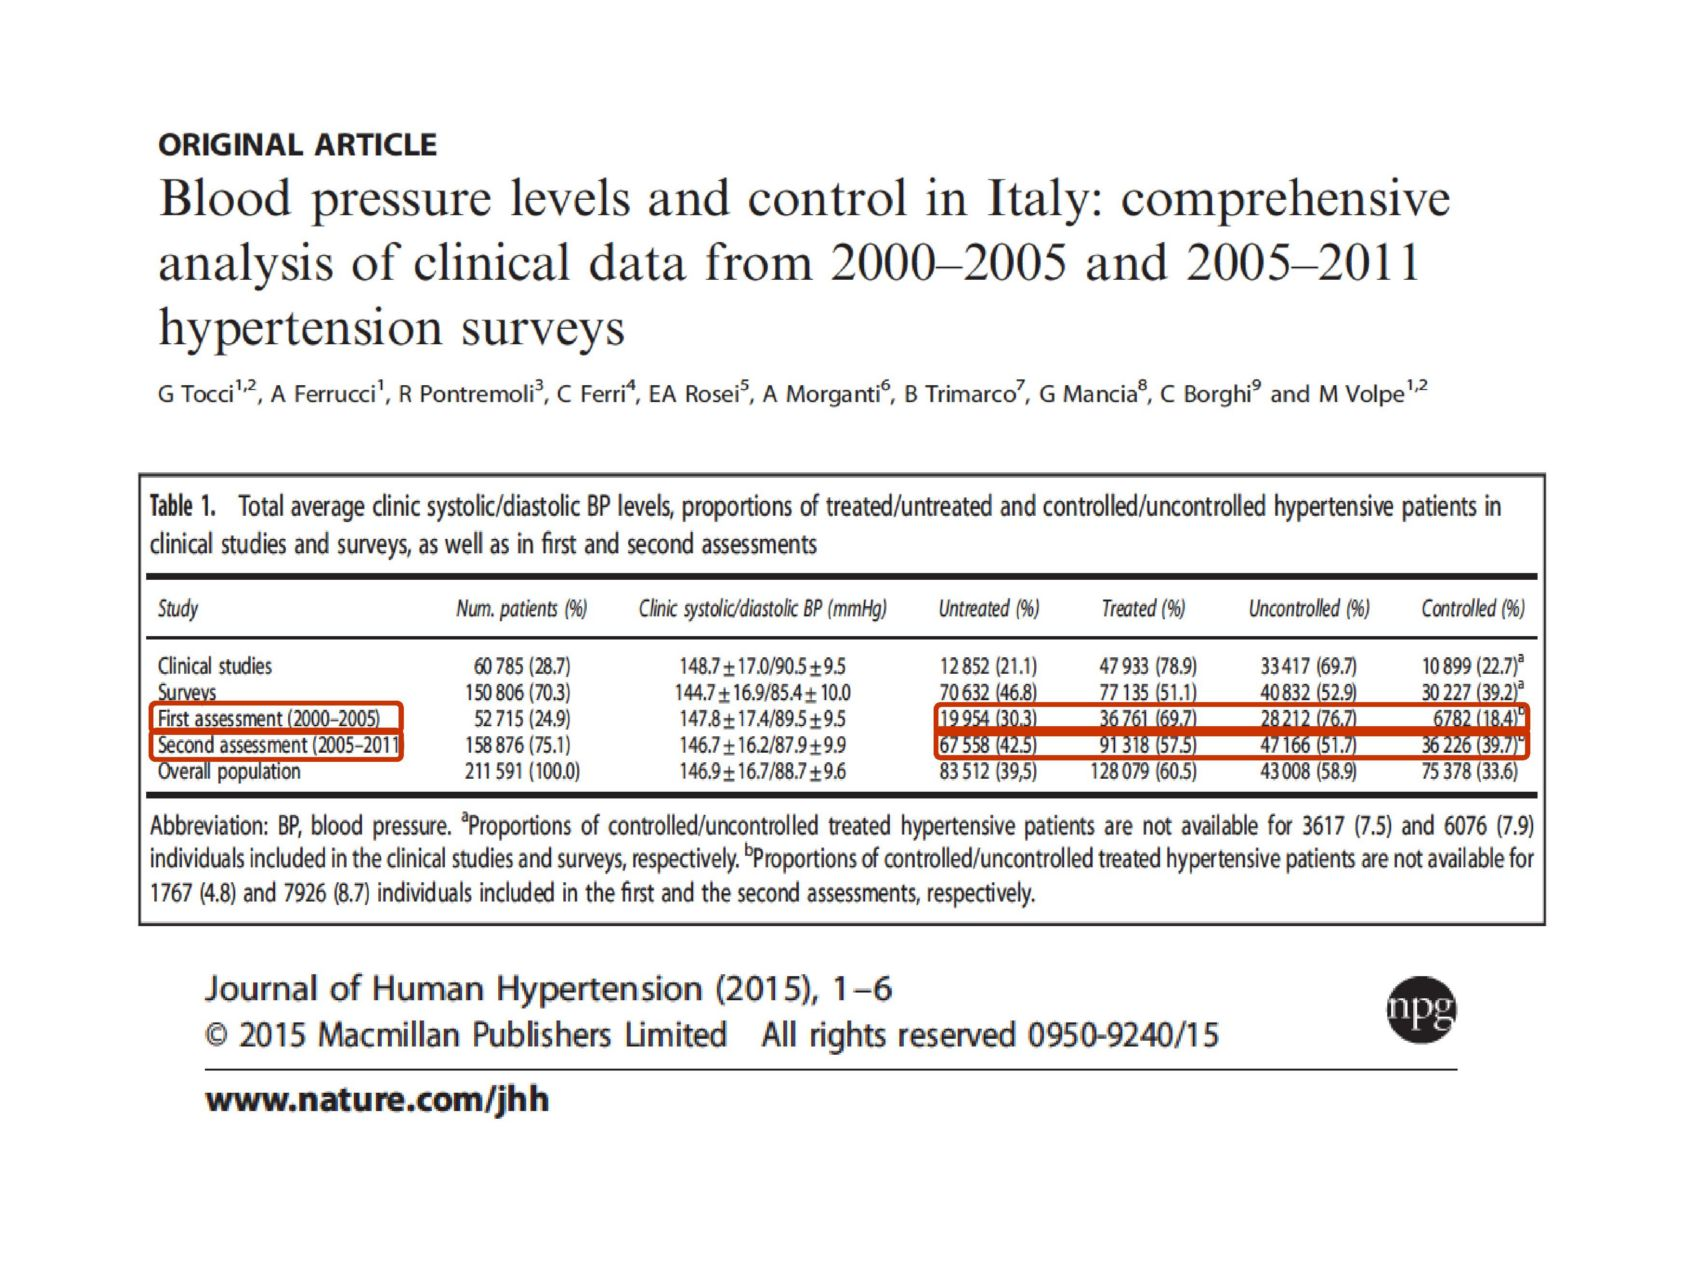 ORIGINAL ARTICLE
Blood pressure levels and control in Italy: comprehensive
analysis of clinical data from 2000–2005 and 2005–2011
hypertension surveys
G Tocci1,2, A Ferrucci1, R Pontremoli3, C Ferri4, EA Rosei5, A Morganti6, B Trimarco7, G Mancia8, C Borghi9 and M Volpe1,2
Table 1. Total average clinic systolic/diastolic BP levels, proportions of treated/untreated and controlled/uncontrolled hypertensive patients in
clinical studies and surveys, as well as in first and second assessments
Study Num. patients (%) Clinic systolic/diastolic BP (mmHg) Untreated (%) Treated (%) Uncontrolled (%) Controlled (%)
Clinical studies 60 785 (28.7) 148.7±17.0/90.5±9.5 12 852 (21.1) 47 933 (78.9) 33 417 (69.7) 10 899 (22.7)a
Surveys 150 806 (70.3) 144.7±16.9/85.4±10.0 70 632 (46.8) 77 135 (51.1) 40 832 (52.9) 30 227 (39.2)a
First assessment (2000–2005) 52 715 (24.9) 147.8±17.4/89.5±9.5 19 954 (30.3) 36 761 (69.7) 28 212 (76.7) 6782 (18.4)b
Second assessment (2005–2011 158 876 (75.1) 146.7±16.2/87.9±9.9 67 558 (42.5) 91 318 (57.5) 47 166 (51.7) 36 226 (39.7)b
Overall population 211 591 (100.0) 146.9±16.7/88.7±9.6 83 512 (39,5) 128 079 (60.5) 43 008 (58.9) 75 378 (33.6)
Abbreviation: BP, blood pressure. aProportions of controlled/uncontrolled treated hypertensive patients are not available for 3617 (7.5) and 6076 (7.9)
individuals included in the clinical studies and surveys, respectively. bProportions of controlled/uncontrolled treated hypertensive patients are not available for
1767 (4.8) and 7926 (8.7) individuals included in the first and the second assessments, respectively.
Journal of Human Hypertension (2015), 1–6
© 2015 Macmillan Publishers Limited All rights reserved 0950-9240/15
npg
www.nature.com/jhh